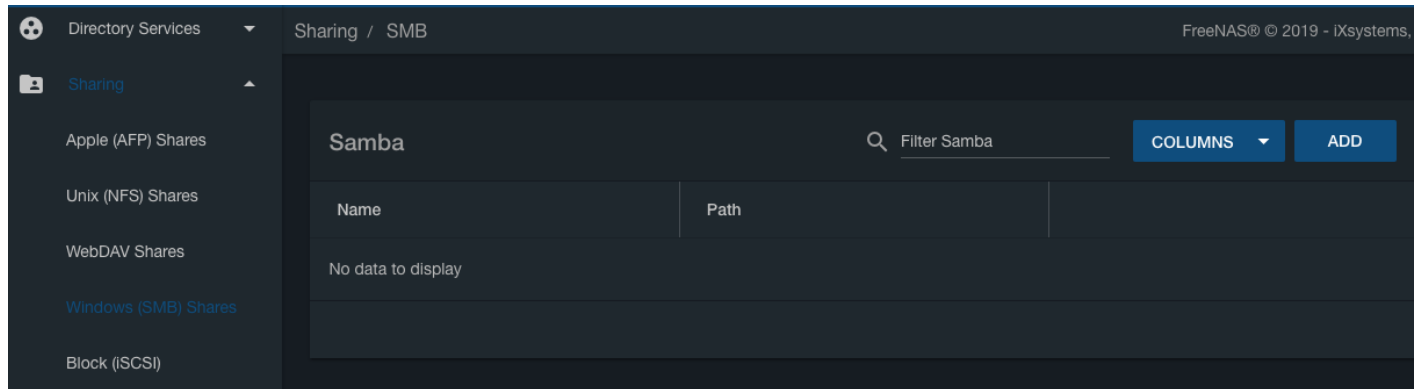 Directory Services
Sharing
Apple (AFP) Shares
Unix (NFS) Shares
WebDAV Shares
Windows (SMB) Shares
Block (iSCSI)
Sharing / SMB
FreeNAS® © 2019 - iXsystems,
Samba
Filter Samba
COLUMNS
ADD
Name Path
No data to display